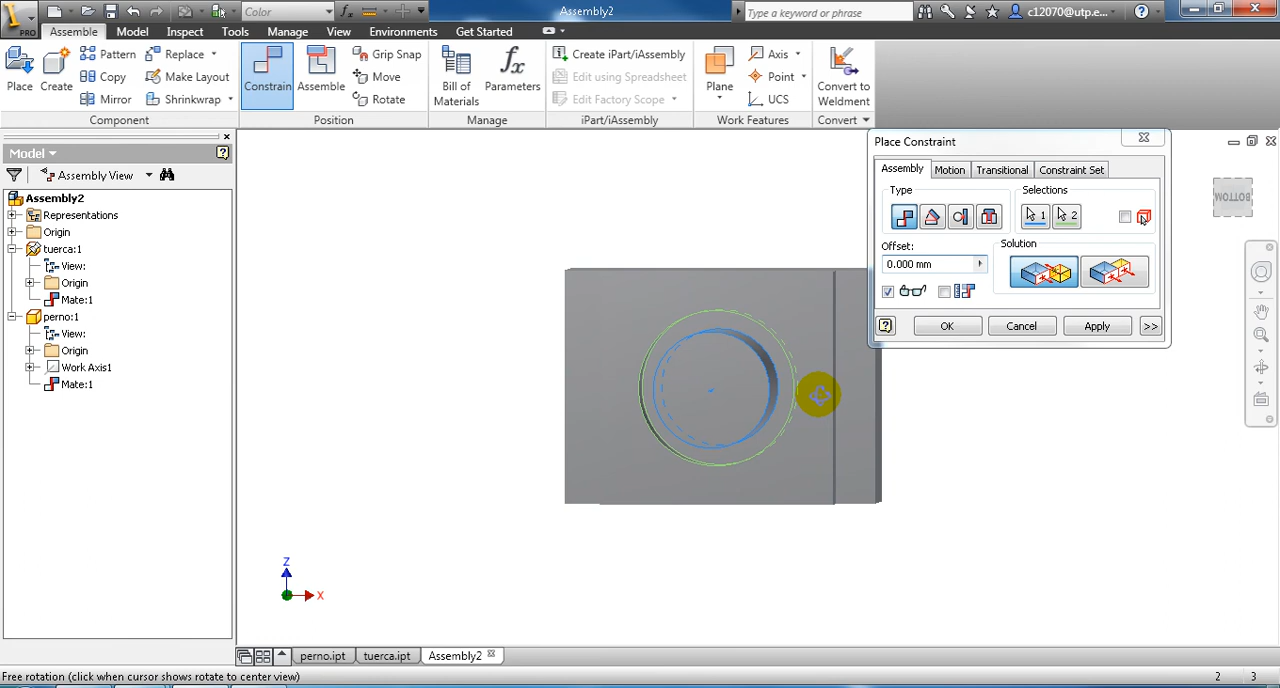 PRO
Color
Assembly2
Type a keyword or phrase
c12070@utp.e...
Assemble Model Inspect Tools Manage View Environments Get Started
Place
Create
Pattern
Copy
Mirror
Replace
Make Layout
Shrinkwrap
Component
Constrain
Assemble
Grip Snap
Move
Rotate
Position
Bill of
Materials
Parameters
Manage
Create iPart/iAssembly
Edit using Spreadsheet
Edit Factory Scope
iPart/iAssembly
Plane
Axis
Point
UCS
Work Features
Convert to
Weldment
Convert
Model
Assembly View
Assembly2
Representations
Origin
tuerca:1
View:
Origin
Mate:1
perno:1
View:
Origin
Work Axis1
Mate:1
Place Constraint
Assembly Motion Transitional Constraint Set
Type
Selections
1 2
Offset:
0.000 mm
Solution
OK Cancel Apply >>
BOTTOM
Z
X
perno.ipt tuerca.ipt Assembly2
Free rotation (click when cursor shows rotate to center view)
2 3